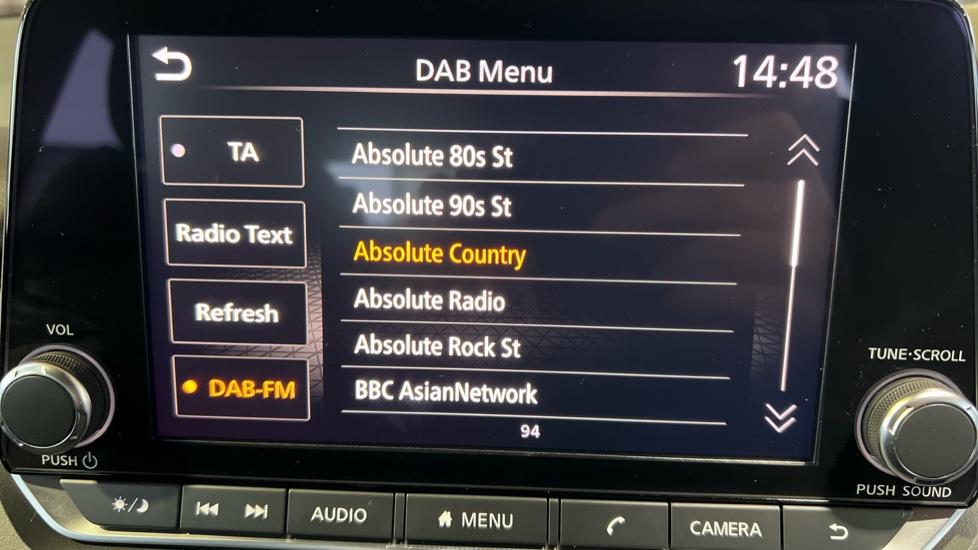 DAB Menu
14:48
TA
Radio Text
Refresh
DAB-FM
Absolute 80s St
Absolute 90s St
Absolute Country
Absolute Radio
Absolute Rock St
BBC AsianNetwork
94
VOL
PUSH
TUNE·SCROLL
PUSH SOUND
AUDIO
MENU
CAMERA